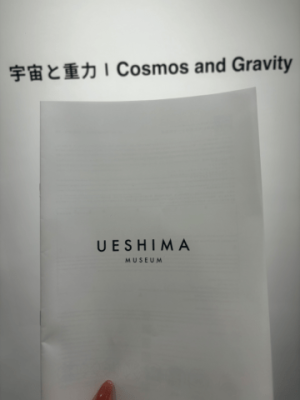 宇宙と重力 | Cosmos and Gravity
UESHIMA
MUSEUM